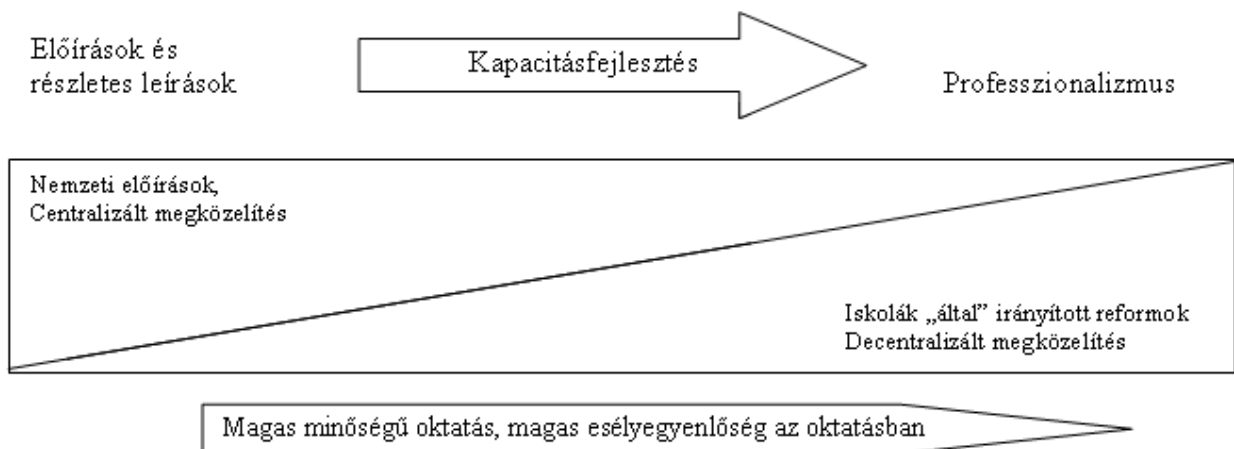 Előírások és
részletes leírások
Kapacitásfejlesztés
Professzionalizmus
Nemzeti előírások,
Centralizált megközelítés
Iskolák „által” irányított reformok
Decentralizált megközelítés
Magas minőségű oktatás, magas esélyegyenlőség az oktatásban